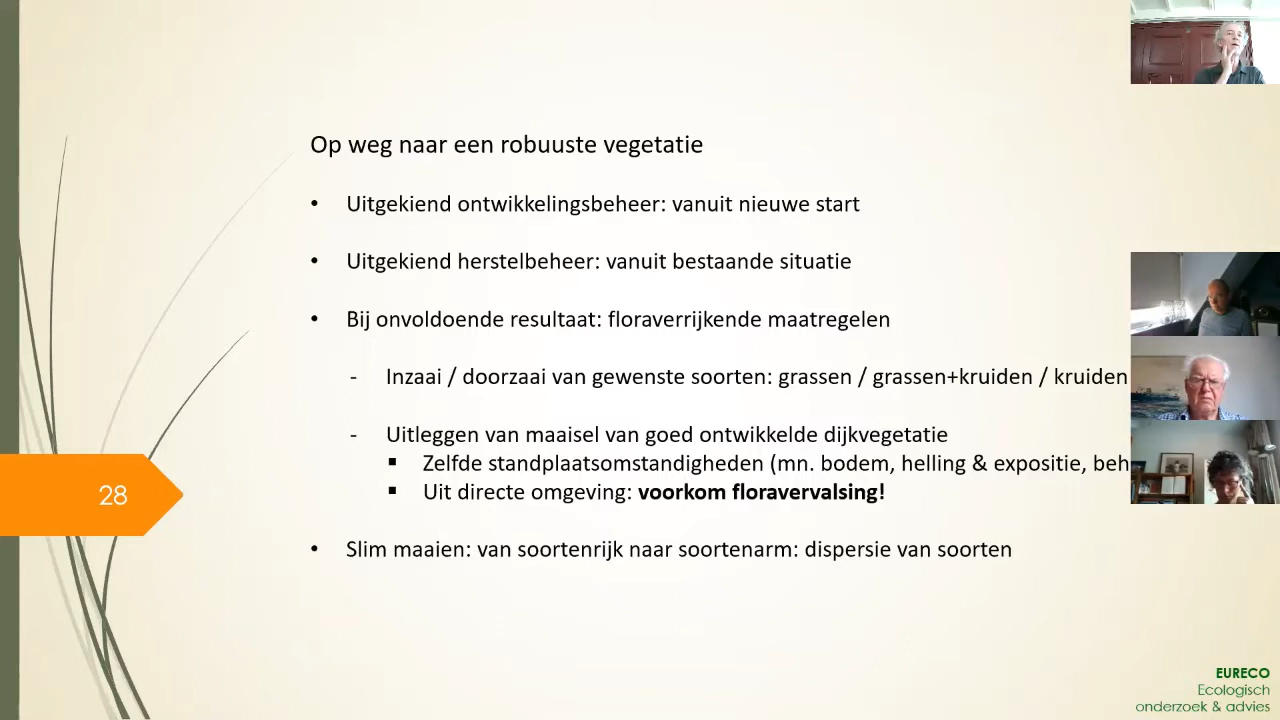 Op weg naar een robuuste vegetatie
• Uitgekiend ontwikkelingsbeheer: vanuit nieuwe start
• Uitgekiend herstelbeheer: vanuit bestaande situatie
• Bij onvoldoende resultaat: floraverrijkende maatregelen
- Inzaai / doorzaai van gewenste soorten: grassen / grassen+kruiden / kruiden
- Uitleggen van maaisel van goed ontwikkelde dijkvegetatie
▪ Zelfde standplaatsomstandigheden (mn. bodem, helling & expositie, beh
▪ Uit directe omgeving: voorkom floravervalsing!
28
• Slim maaien: van soortenrijk naar soortenarm: dispersie van soorten
EURECO
Ecologisch
onderzoek & advies